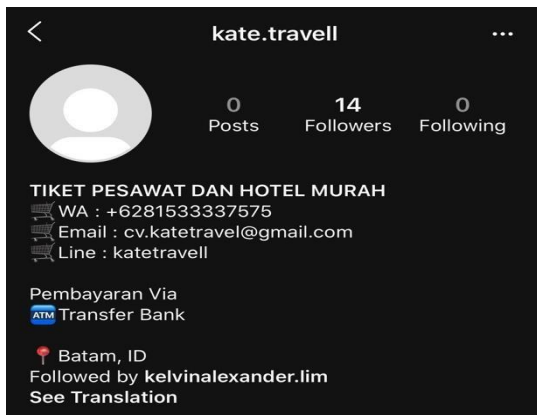 kate.travell
0 14 0
Posts Followers Following
TIKET PESAWAT DAN HOTEL MURAH
🛒WA : +6281533337575
🛒Email : cv.katetravel@gmail.com
🛒Line : katetravell
Pembayaran Via
🏧Transfer Bank
📍Batam, ID
Followed by kelvinalexander.lim
See Translation